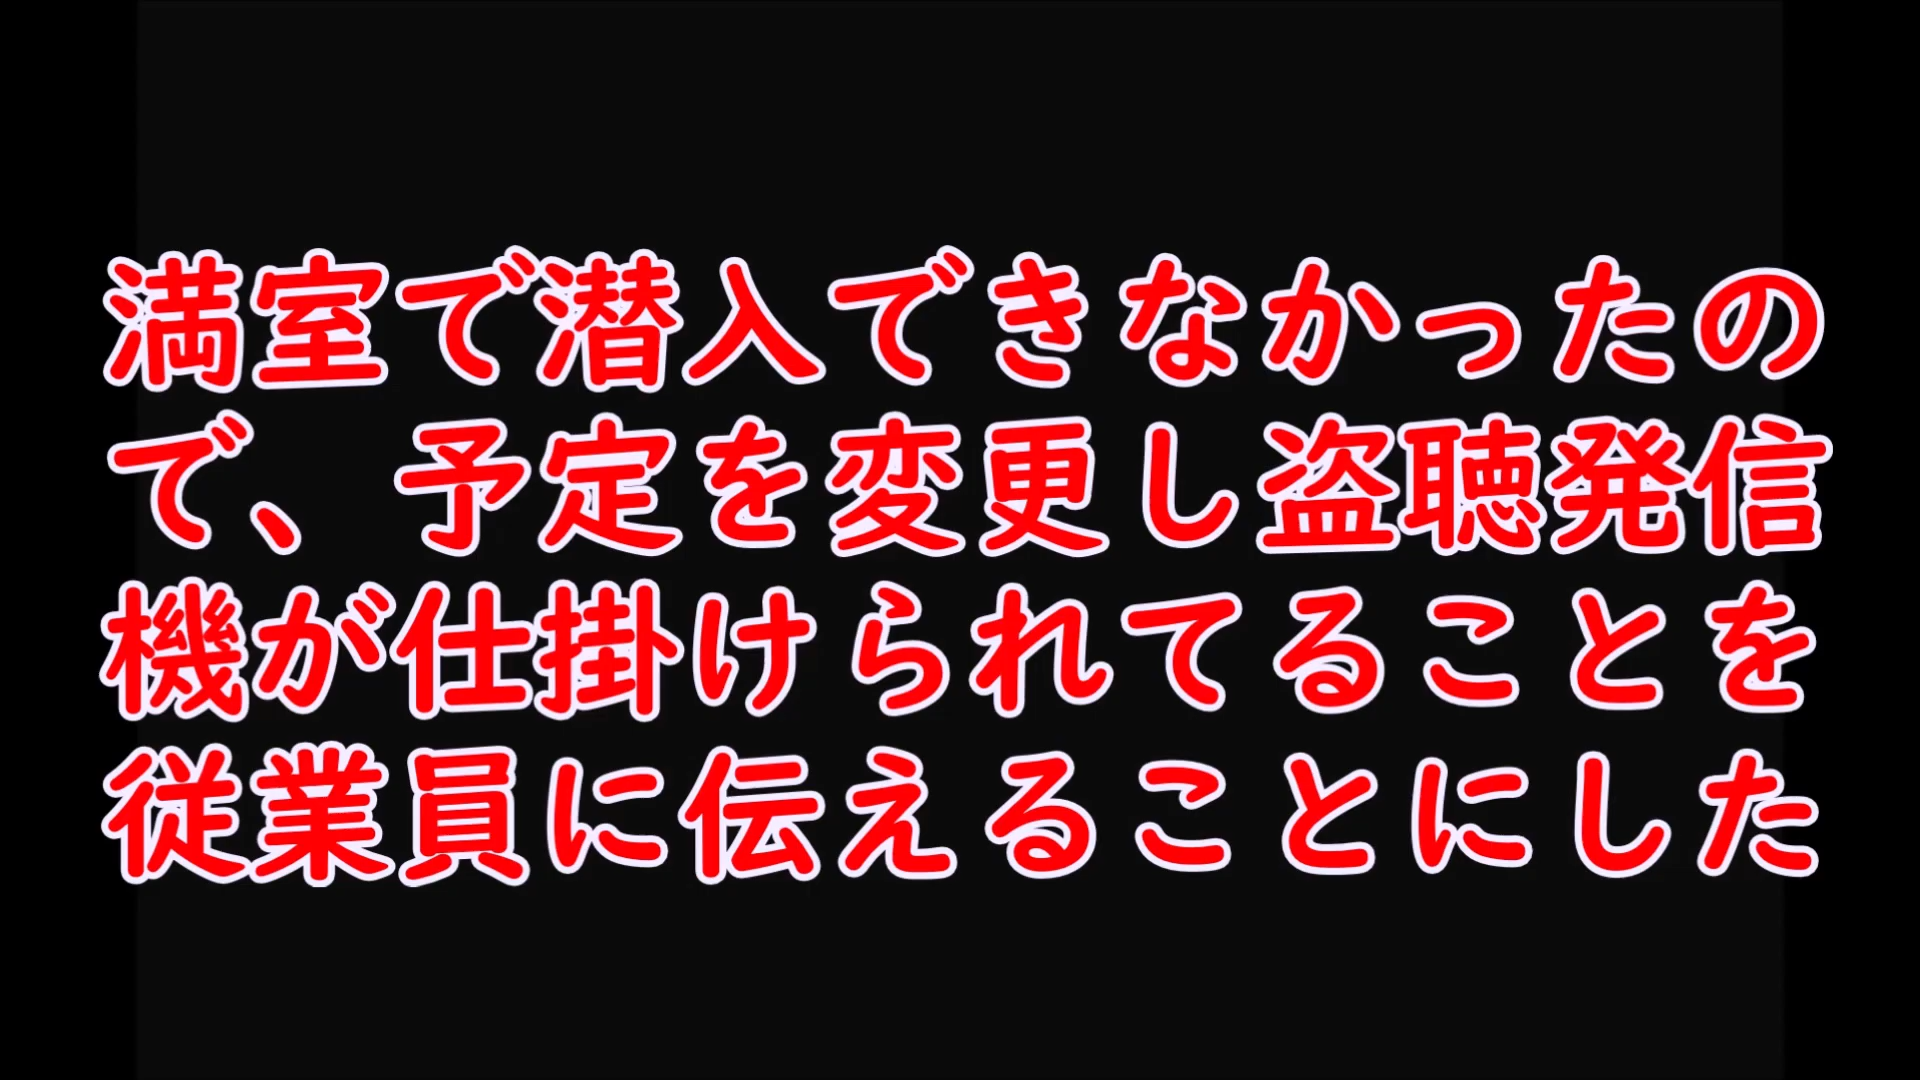 満室で潜入できなかったの
で、予定を変更し盗聴発信
機が仕掛けられてることを
従業員に伝えることにした